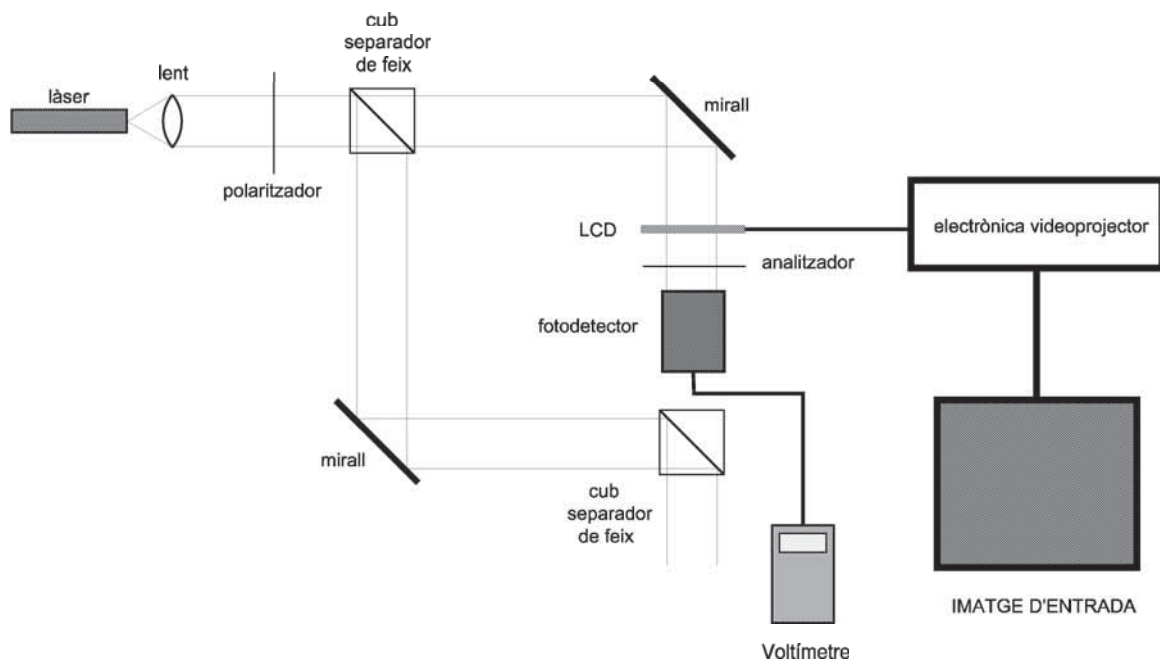 cub
separador
de feix
lent
làser
mirall
polaritzador
LCD
electrònica videoprojector
analitzador
fotodetector
mirall
cub
separador
de feix
IMATGE D'ENTRADA
Voltímetre